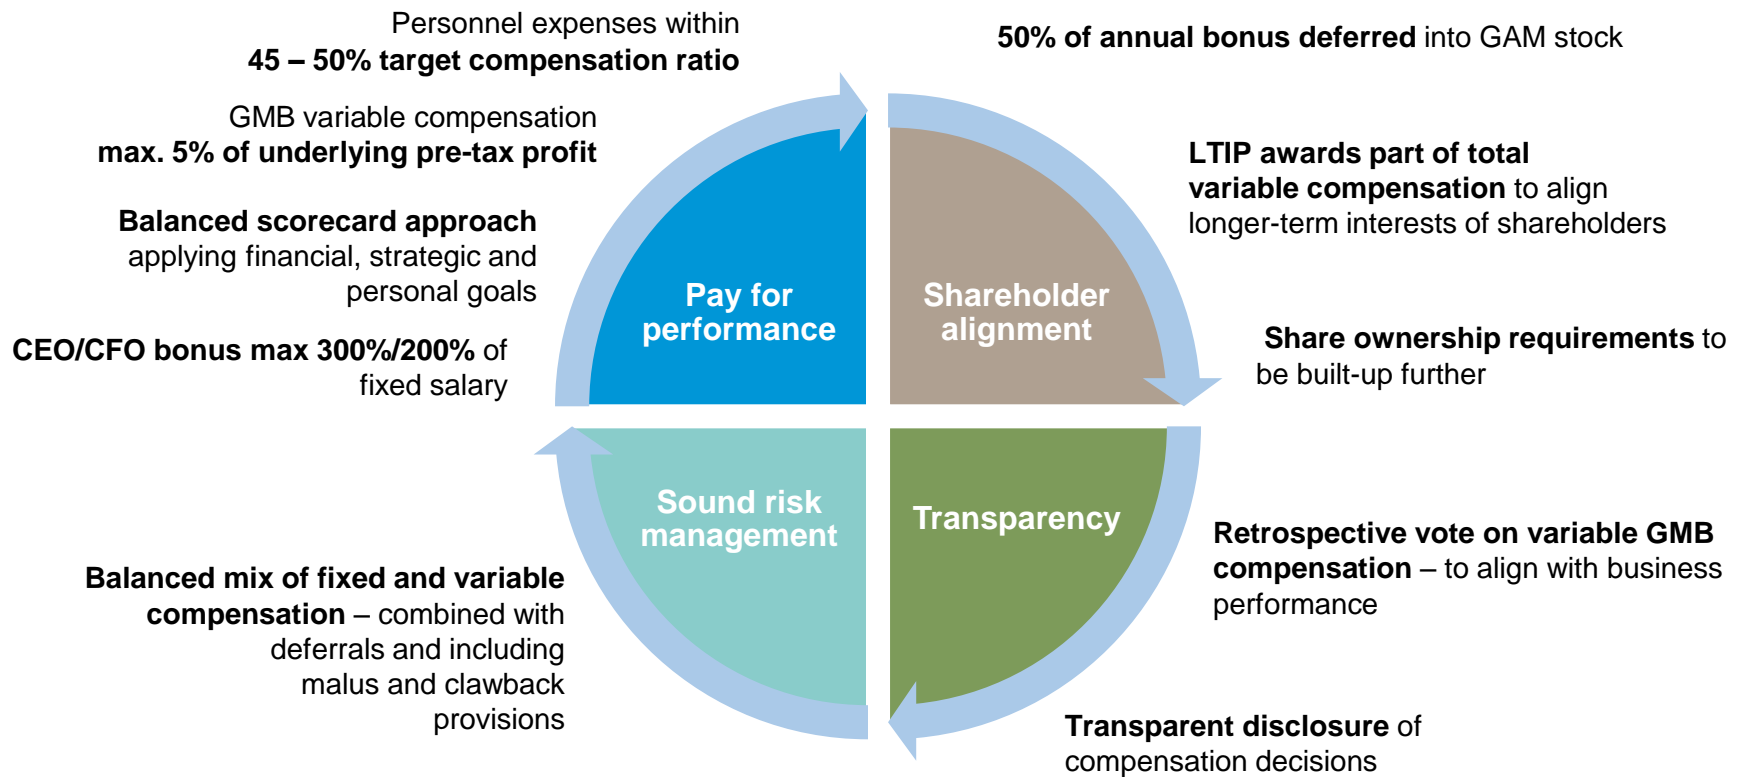 Personnel expenses within
45 – 50% target compensation ratio
GMB variable compensation
max. 5% of underlying pre-tax profit
Balanced scorecard approach
applying financial, strategic and
personal goals
CEO/CFO bonus max 300%/200% of
fixed salary
Pay for
performance
50% of annual bonus deferred into GAM stock
LTIP awards part of total
variable compensation to align
longer-term interests of shareholders
Share ownership requirements to
be built-up further
Shareholder
alignment
Sound risk
management
Balanced mix of fixed and variable
compensation – combined with
deferrals and including
malus and clawback
provisions
Transparency
Retrospective vote on variable GMB
compensation – to align with business
performance
Transparent disclosure of
compensation decisions